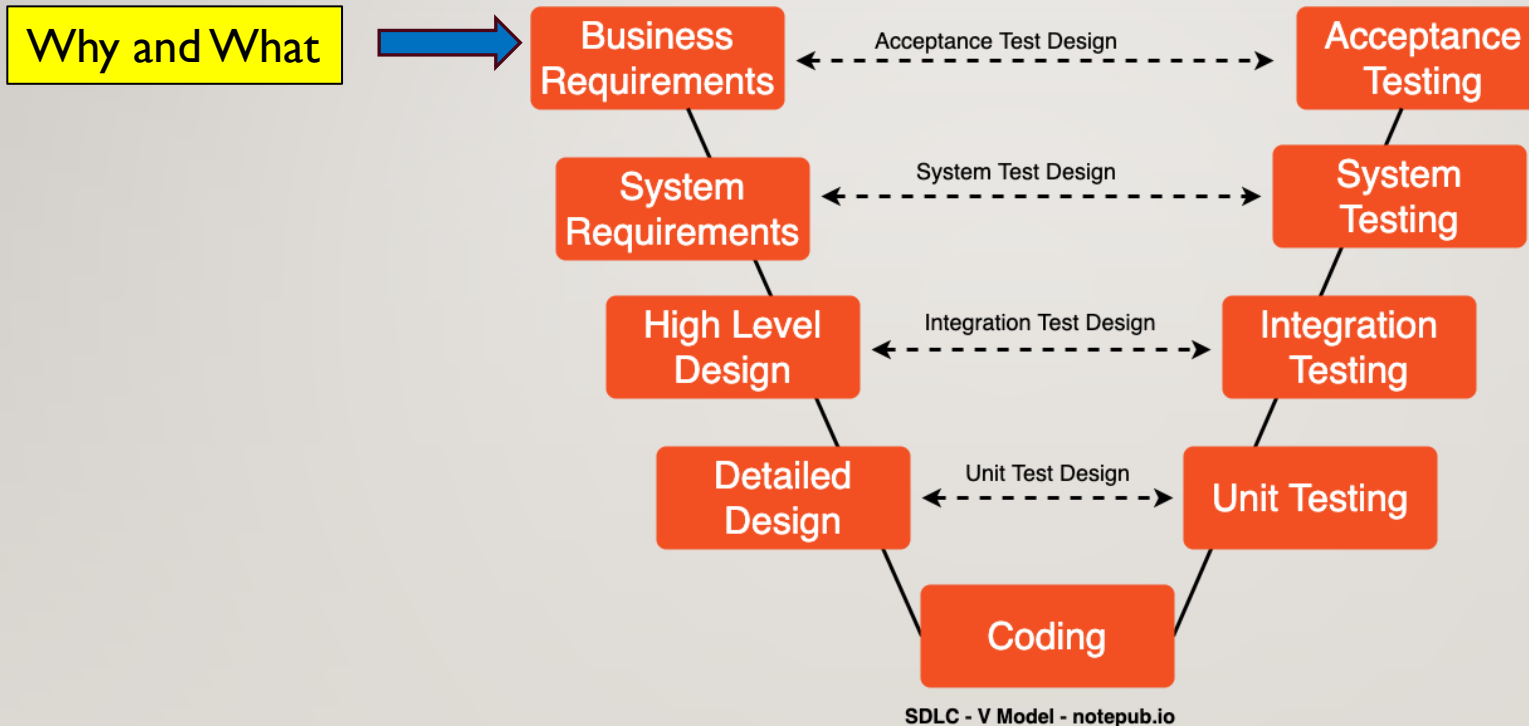 Why and What
Business
Requirements
Acceptance Test Design
Acceptance
Testing
System
Requirements
System Test Design
System
Testing
High Level
Design
Integration Test Design
Integration
Testing
Detailed
Design
Unit Test Design
Unit Testing
Coding
SDLC - V Model - notepub.io